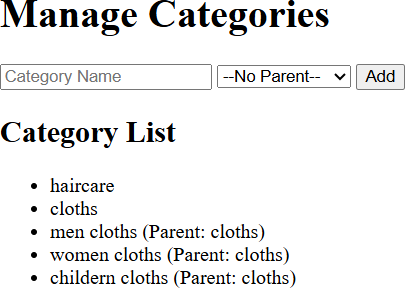 Manage Categories
Category Name --No Parent-- Add
Category List
haircare
cloths
men cloths (Parent: cloths)
women cloths (Parent: cloths)
childern cloths (Parent: cloths)